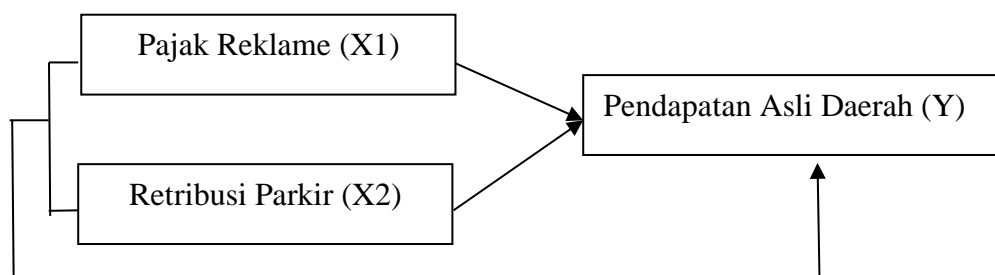 Pajak Reklame (X1)
Pendapatan Asli Daerah (Y)
Retribusi Parkir (X2)